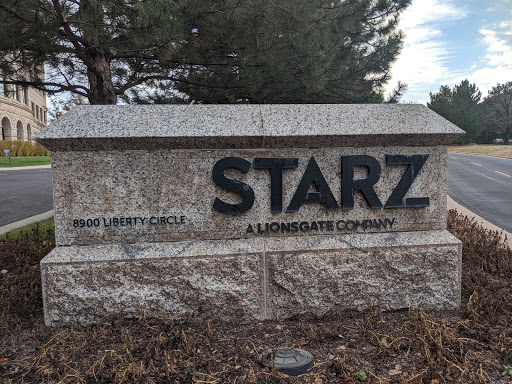 STARZ
8900 LIBERTY CIRCLE
A LIONSGATE COMPANY